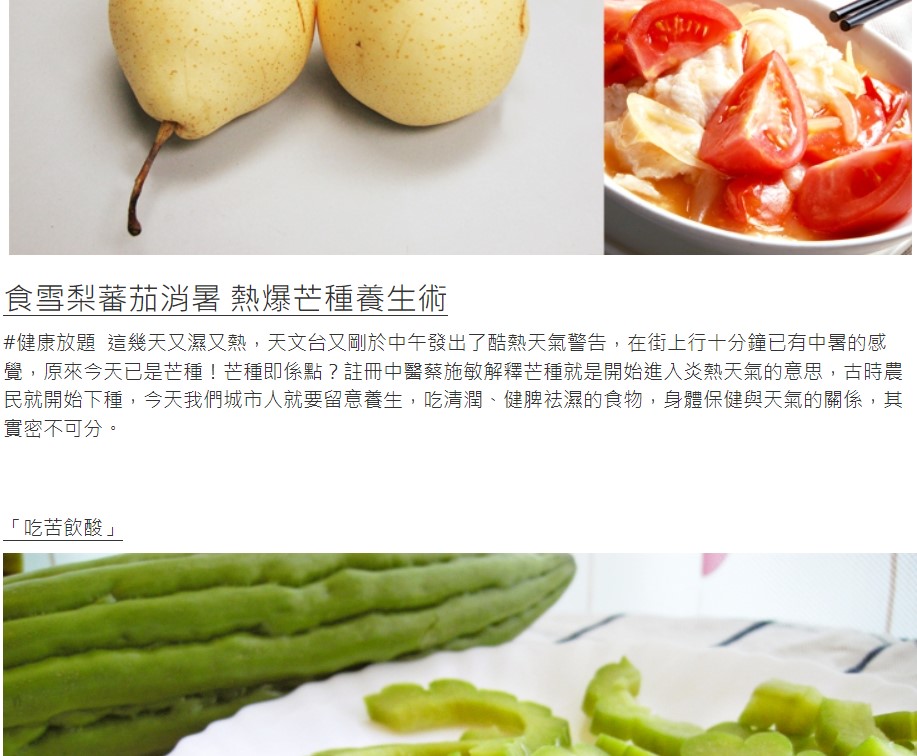 食雪梨蕃茄消暑 熱爆芒種養生術
#健康放題 這幾天又濕又熱，天文台又剛於中午發出了酷熱天氣警告，在街上行十分鐘已有中暑的感
覺，原來今天已是芒種！芒種即係點？註冊中醫蔡施敏解釋芒種就是開始進入炎熱天氣的意思，古時農
民就開始下種，今天我們城市人就要留意養生，吃清潤、健脾祛濕的食物，身體保健與天氣的關係，其
實密不可分。
「吃苦飲酸」